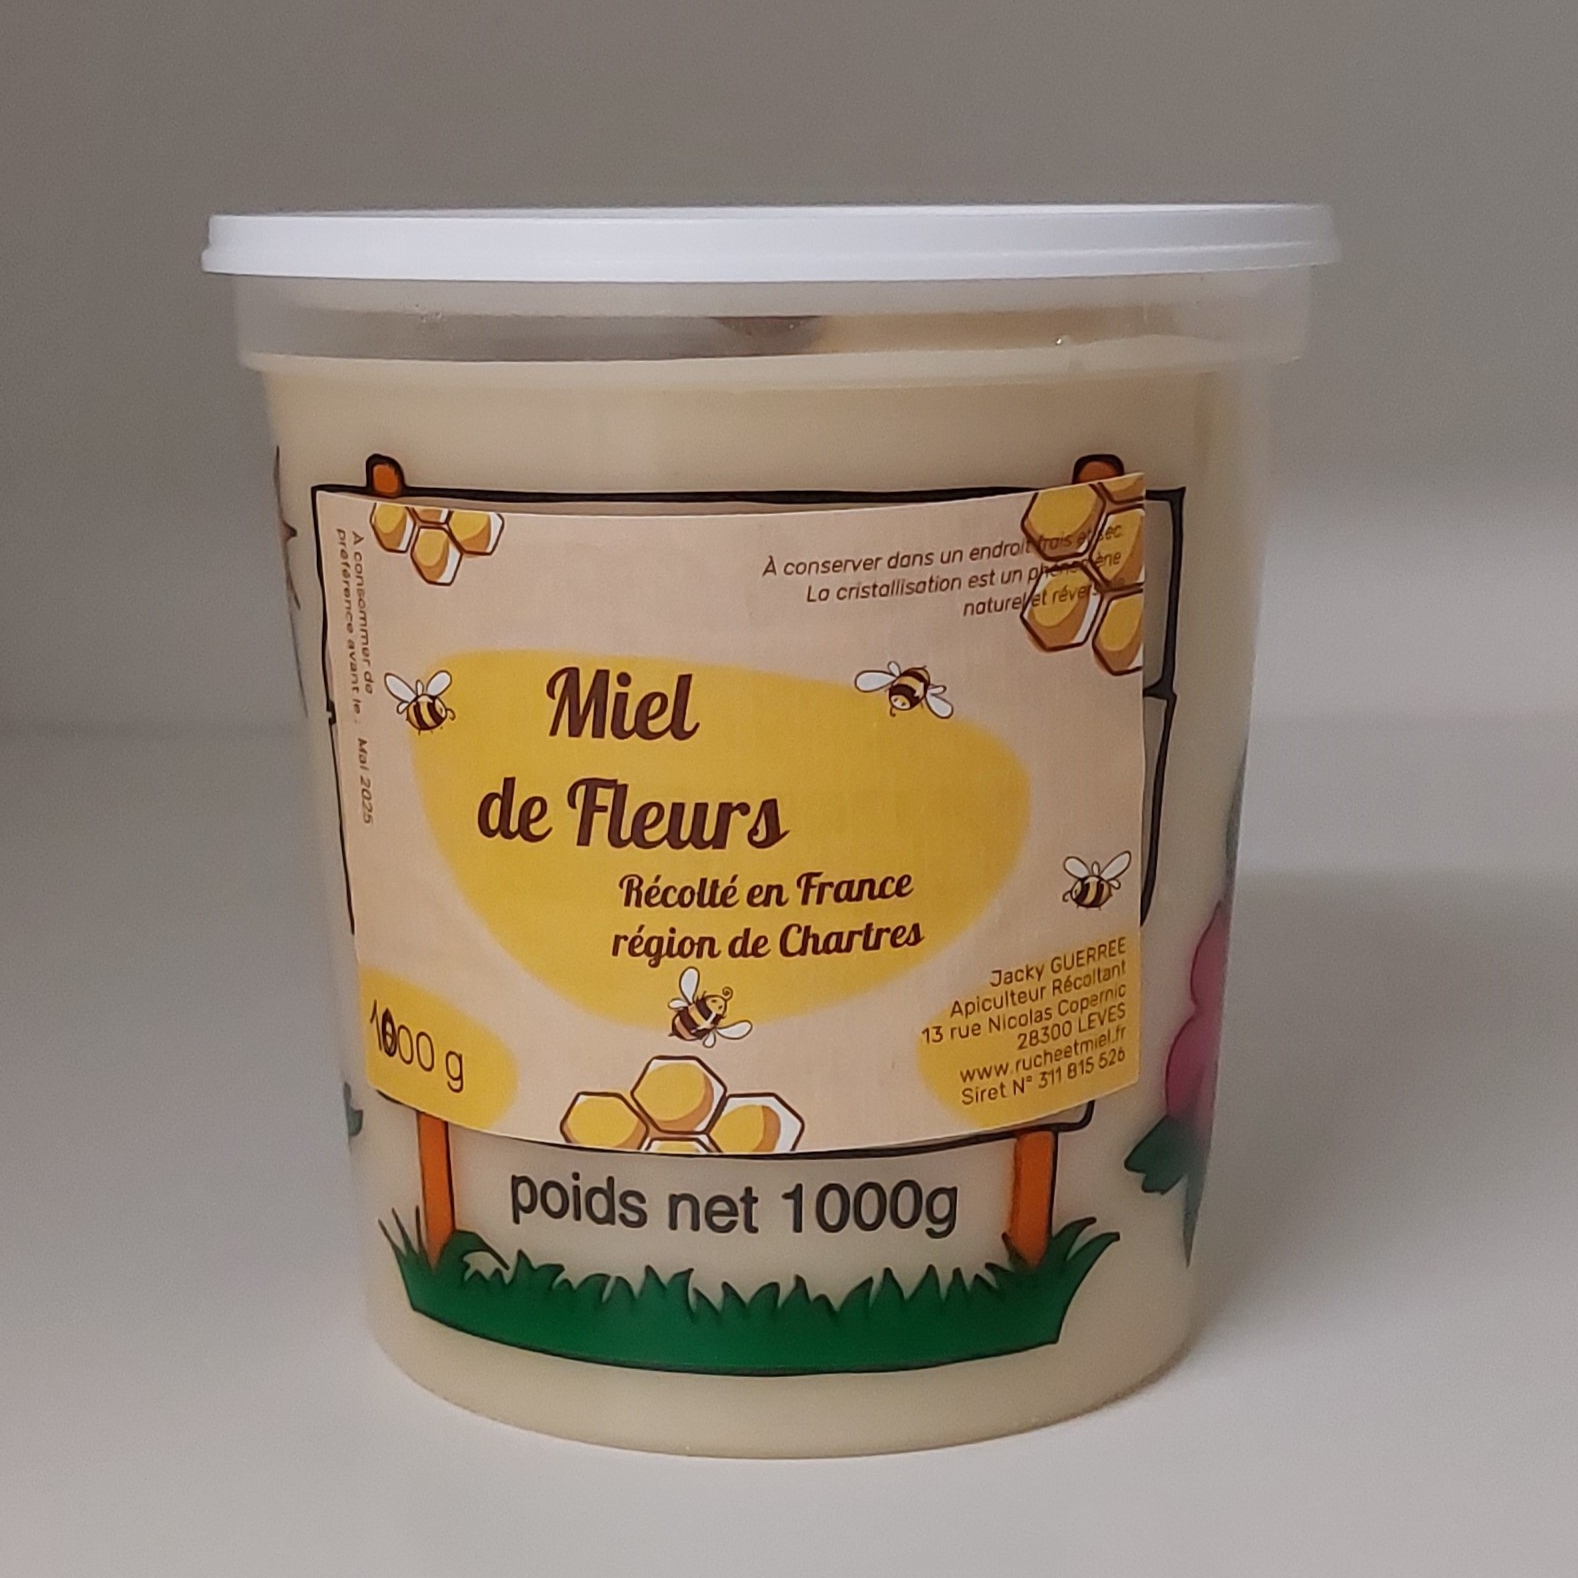 À conserver dans un endroit frais et sec
La cristallisation est un phénomène
naturel et
À consommer de
préférence avant le : Mai 2025
Miel
de Fleurs
Récolté en France
région de Chartres
1000 g
Jacky GUERREE
Apiculteur Récoltant
13 rue Nicolas Copernic
28300 LEVES
www.rucheetmiel.fr
Siret N° 311 815 526
poids net 1000g